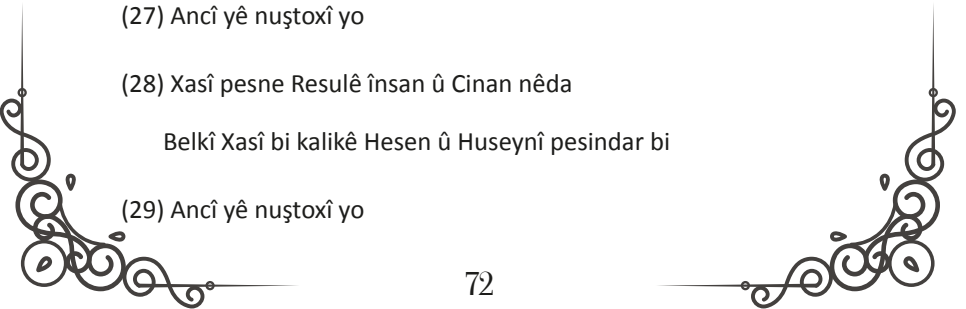 (27) Ancî yê nuştoxî yo
(28) Xasî pesne Resulê însan û Cinan nêda
Belkî Xasî bi kalikê Hesen û Huseynî pesindar bi
(29) Ancî yê nuştoxî yo
72